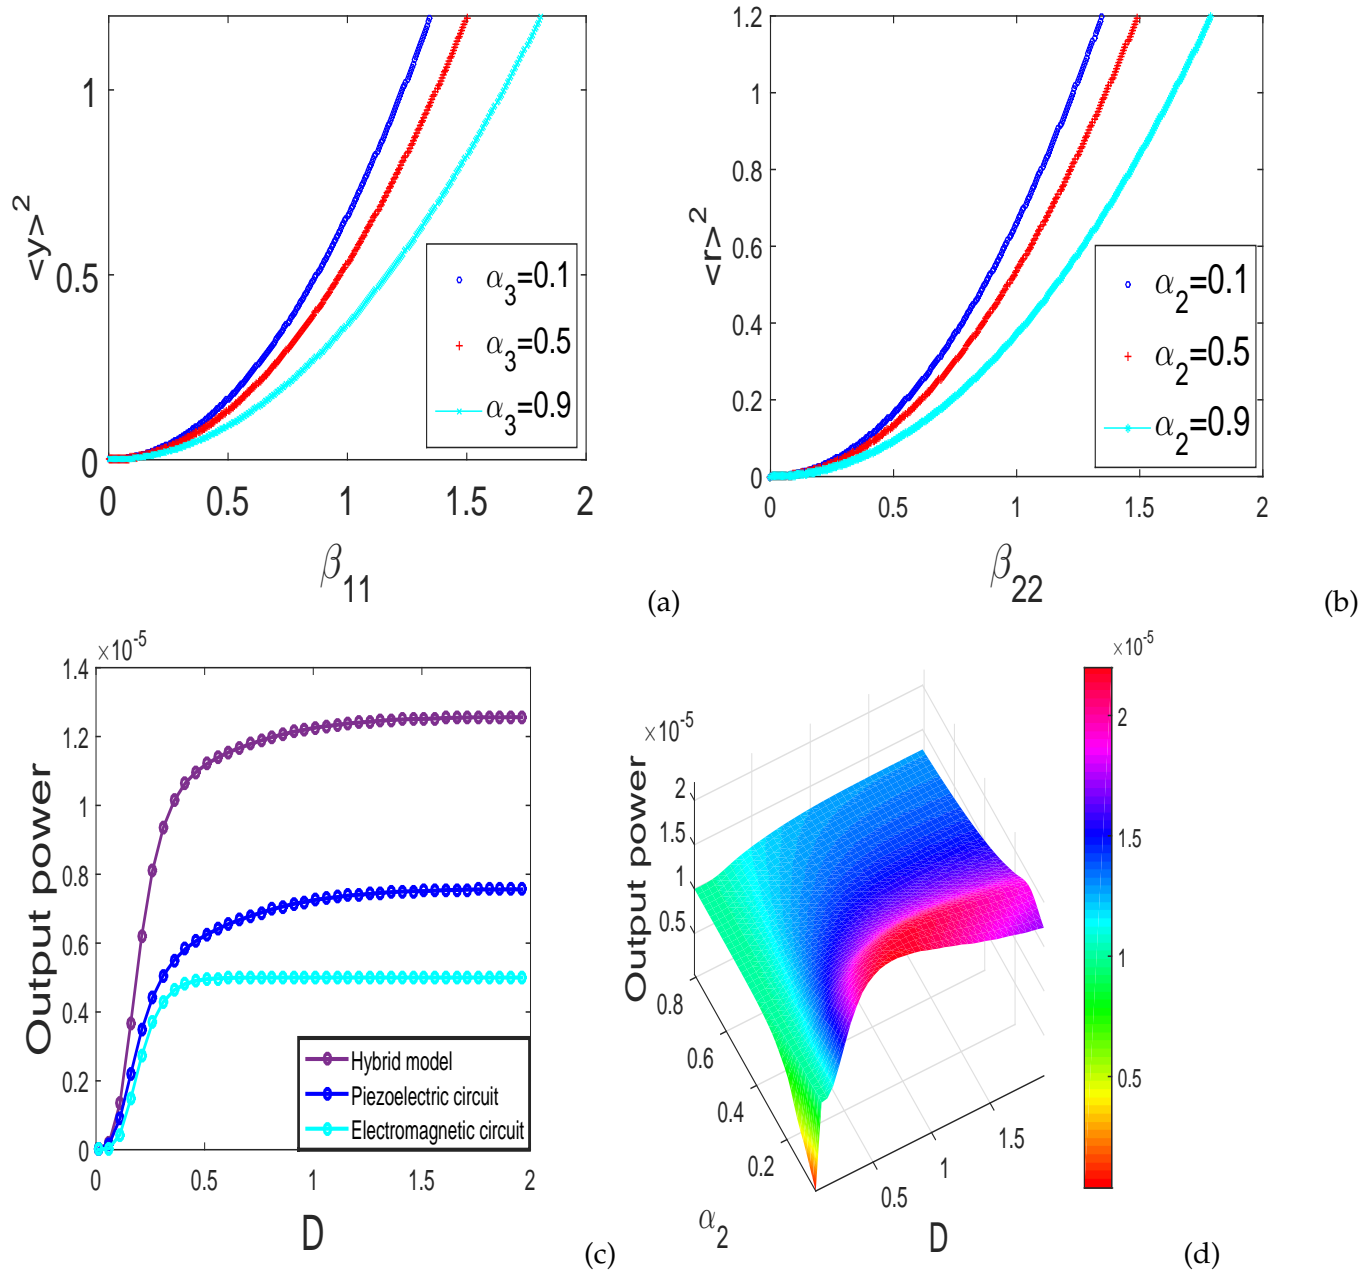 <y>²
1
0.5
0
α₃=0.1
α₃=0.5
α₃=0.9
0 0.5 1 1.5 2
β₁₁
(a)
<r>²
1.2
1
0.8
0.6
0.4
0.2
0
α₂=0.1
α₂=0.5
α₂=0.9
0 0.5 1 1.5 2
β₂₂
(b)
×10⁻⁵
Output power
1.4
1.2
1
0.8
0.6
0.4
0.2
0
Hybrid model
Piezoelectric circuit
Electromagnetic circuit
0 0.5 1 1.5 2
D
(c)
×10⁻⁵
Output power
2
1.5
1
0.5
0.8
0.6
0.4
0.2
α₂
0.5
1
1.5
D
×10⁻⁵
2
1.5
1
0.5
(d)